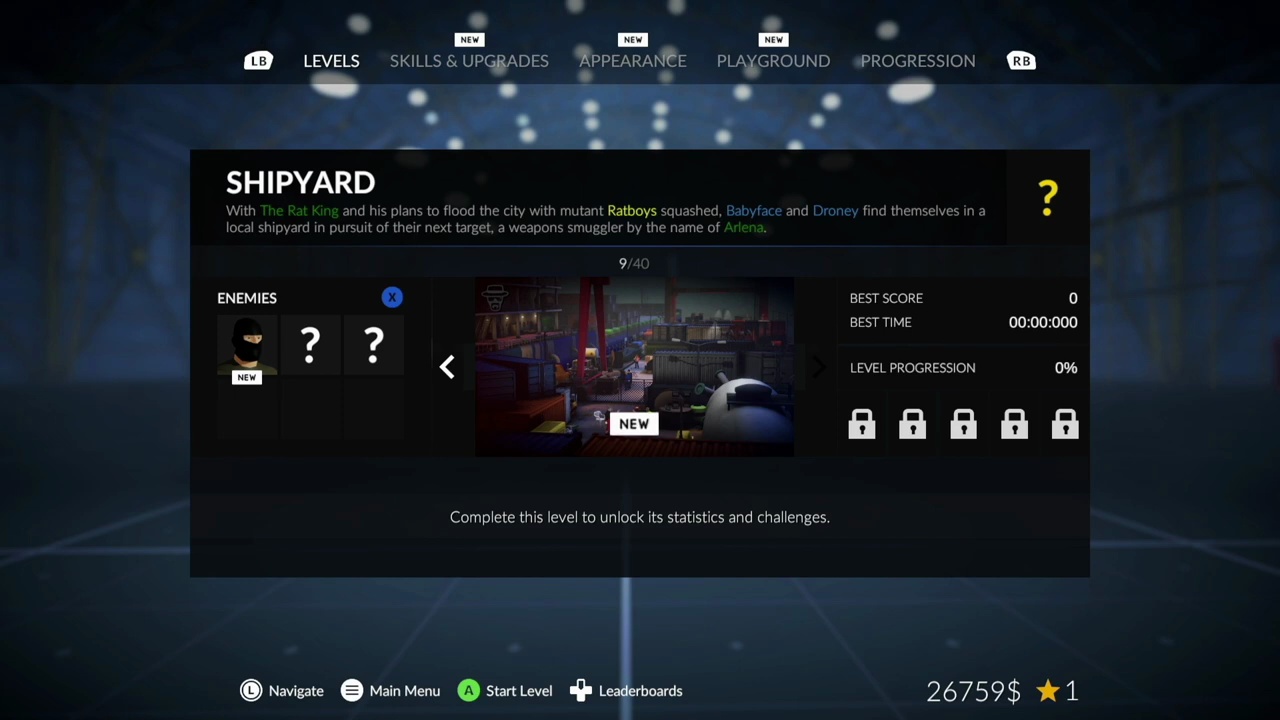 NEW NEW NEW
LB LEVELS SKILLS & UPGRADES APPEARANCE PLAYGROUND PROGRESSION RB
SHIPYARD
?
With The Rat King and his plans to flood the city with mutant Ratboys squashed, Babyface and Droney find themselves in a
local shipyard in pursuit of their next target, a weapons smuggler by the name of Arlena.
9/40
ENEMIES X
? ?
NEW
NEW
BEST SCORE 0
BEST TIME 00:00:000
LEVEL PROGRESSION 0%
Complete this level to unlock its statistics and challenges.
L Navigate Main Menu A Start Level Leaderboards 26759$ 1